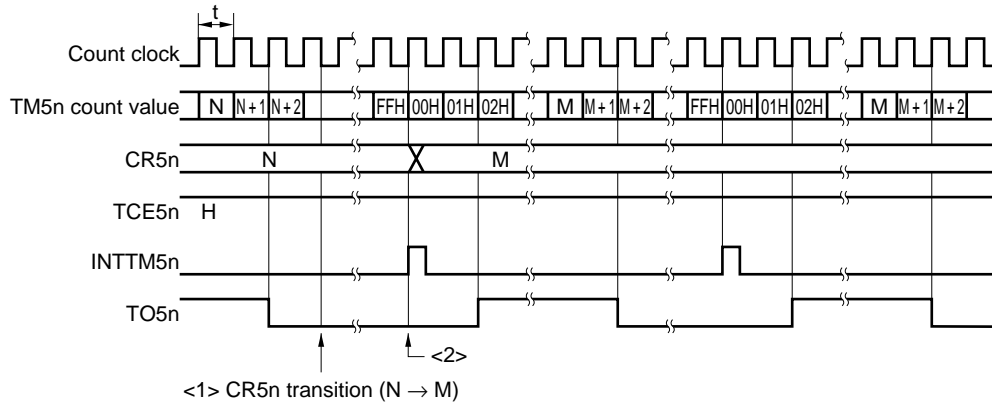 t
Count clock
TM5n count value N N + 1 N + 2 FFH 00H 01H 02H M M + 1 M + 2 FFH 00H 01H 02H M M + 1 M + 2
CR5n N M
TCE5n H
INTTM5n
TO5n
<2>
<1> CR5n transition (N → M)